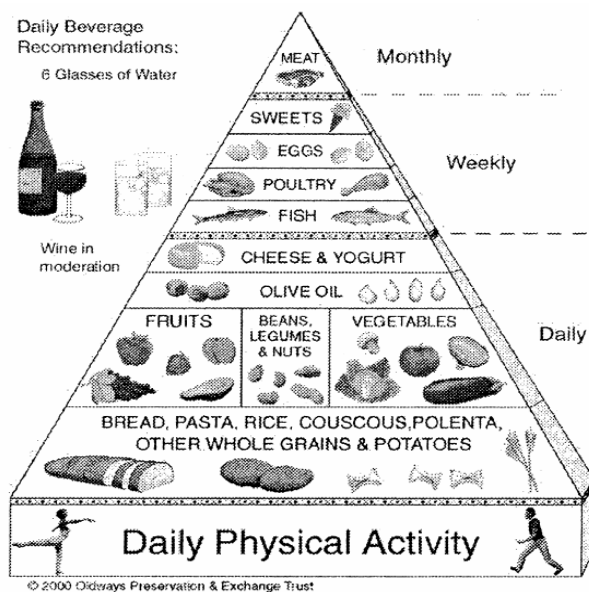 Daily Beverage
Recommendations:
6 Glasses of Water
Wine in
moderation
MEAT
Monthly
SWEETS
EGGS
Weekly
POULTRY
FISH
CHEESE & YOGURT
OLIVE OIL
FRUITS
BEANS,
LEGUMES
& NUTS
VEGETABLES
Daily
BREAD, PASTA, RICE, COUSCOUS, POLENTA,
OTHER WHOLE GRAINS & POTATOES
Daily Physical Activity
© 2000 Oldways Preservation & Exchange Trust